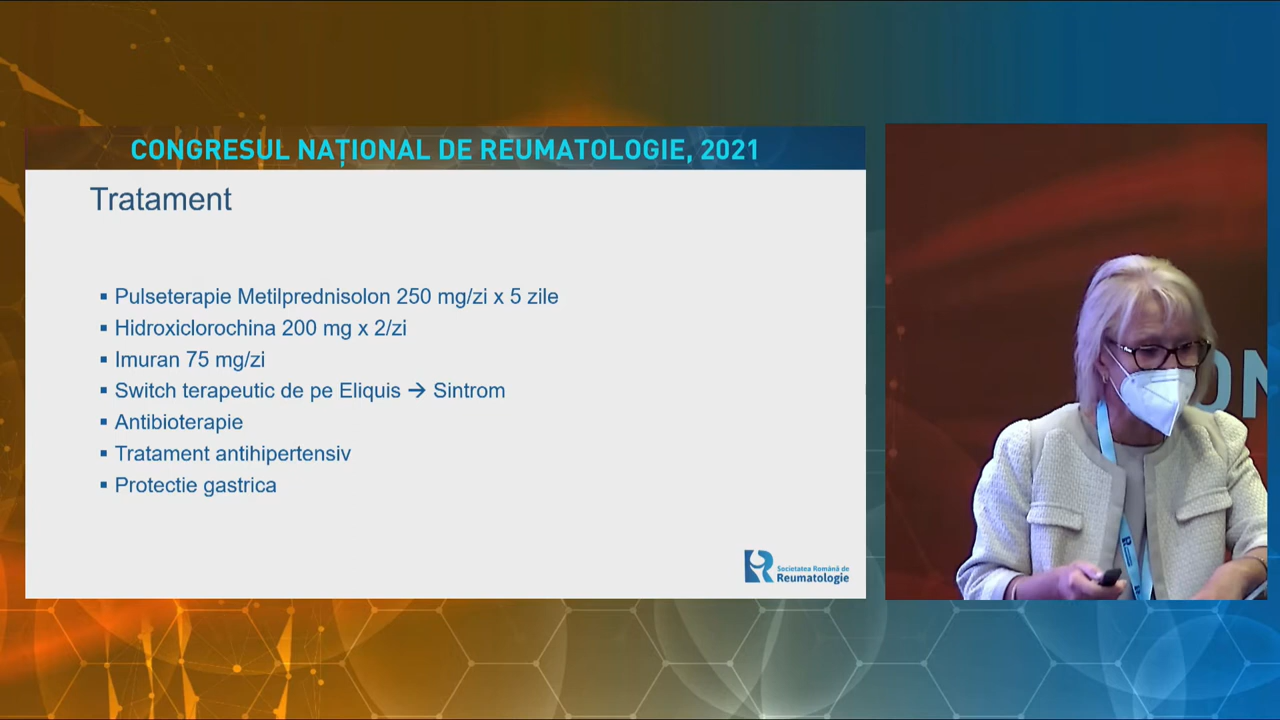 CONGRESUL NAȚIONAL DE REUMATOLOGIE, 2021
Tratament
▪ Pulseterapie Metilprednisolon 250 mg/zi x 5 zile
▪ Hidroxiclorochina 200 mg x 2/zi
▪ Imuran 75 mg/zi
▪ Switch terapeutic de pe Eliquis → Sintrom
▪ Antibioterapie
▪ Tratament antihipertensiv
▪ Protectie gastrica
Societatea Română de
Reumatologie
ON